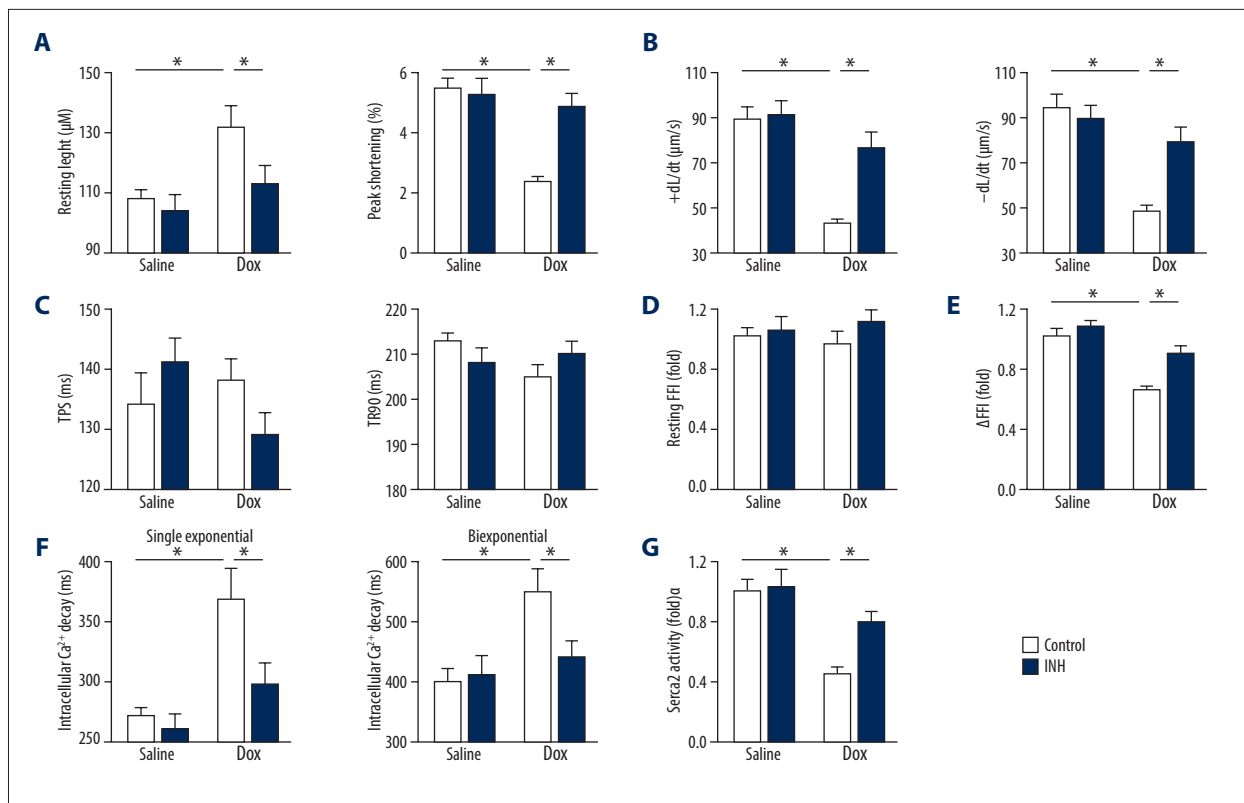 A
Resting leght (µM)
150
130
110
90
Saline
Dox
*
*
Peak shortening (%)
6
4
2
0
Saline
Dox
*
*
B
+dL/dt (µm/s)
110
90
70
50
30
Saline
Dox
*
*
−dL/dt (µm/s)
110
90
70
50
30
Saline
Dox
*
*
C
TPS (ms)
150
140
130
120
Saline
Dox
TR90 (ms)
220
210
200
190
180
Saline
Dox
D
Resting FFI (fold)
1.2
0.8
0.4
0.0
Saline
Dox
E
ΔFFI (fold)
1.2
0.8
0.4
0.0
Saline
Dox
*
*
F
Single exponential
Intracellular Ca²⁺ decay (ms)
400
350
300
250
Saline
Dox
*
*
Biexponential
Intracellular Ca²⁺ decay (ms)
600
500
400
300
Saline
Dox
*
*
G
Serca2 activity (fold)α
1.2
0.8
0.4
0.0
Saline
Dox
*
*
Control
INH